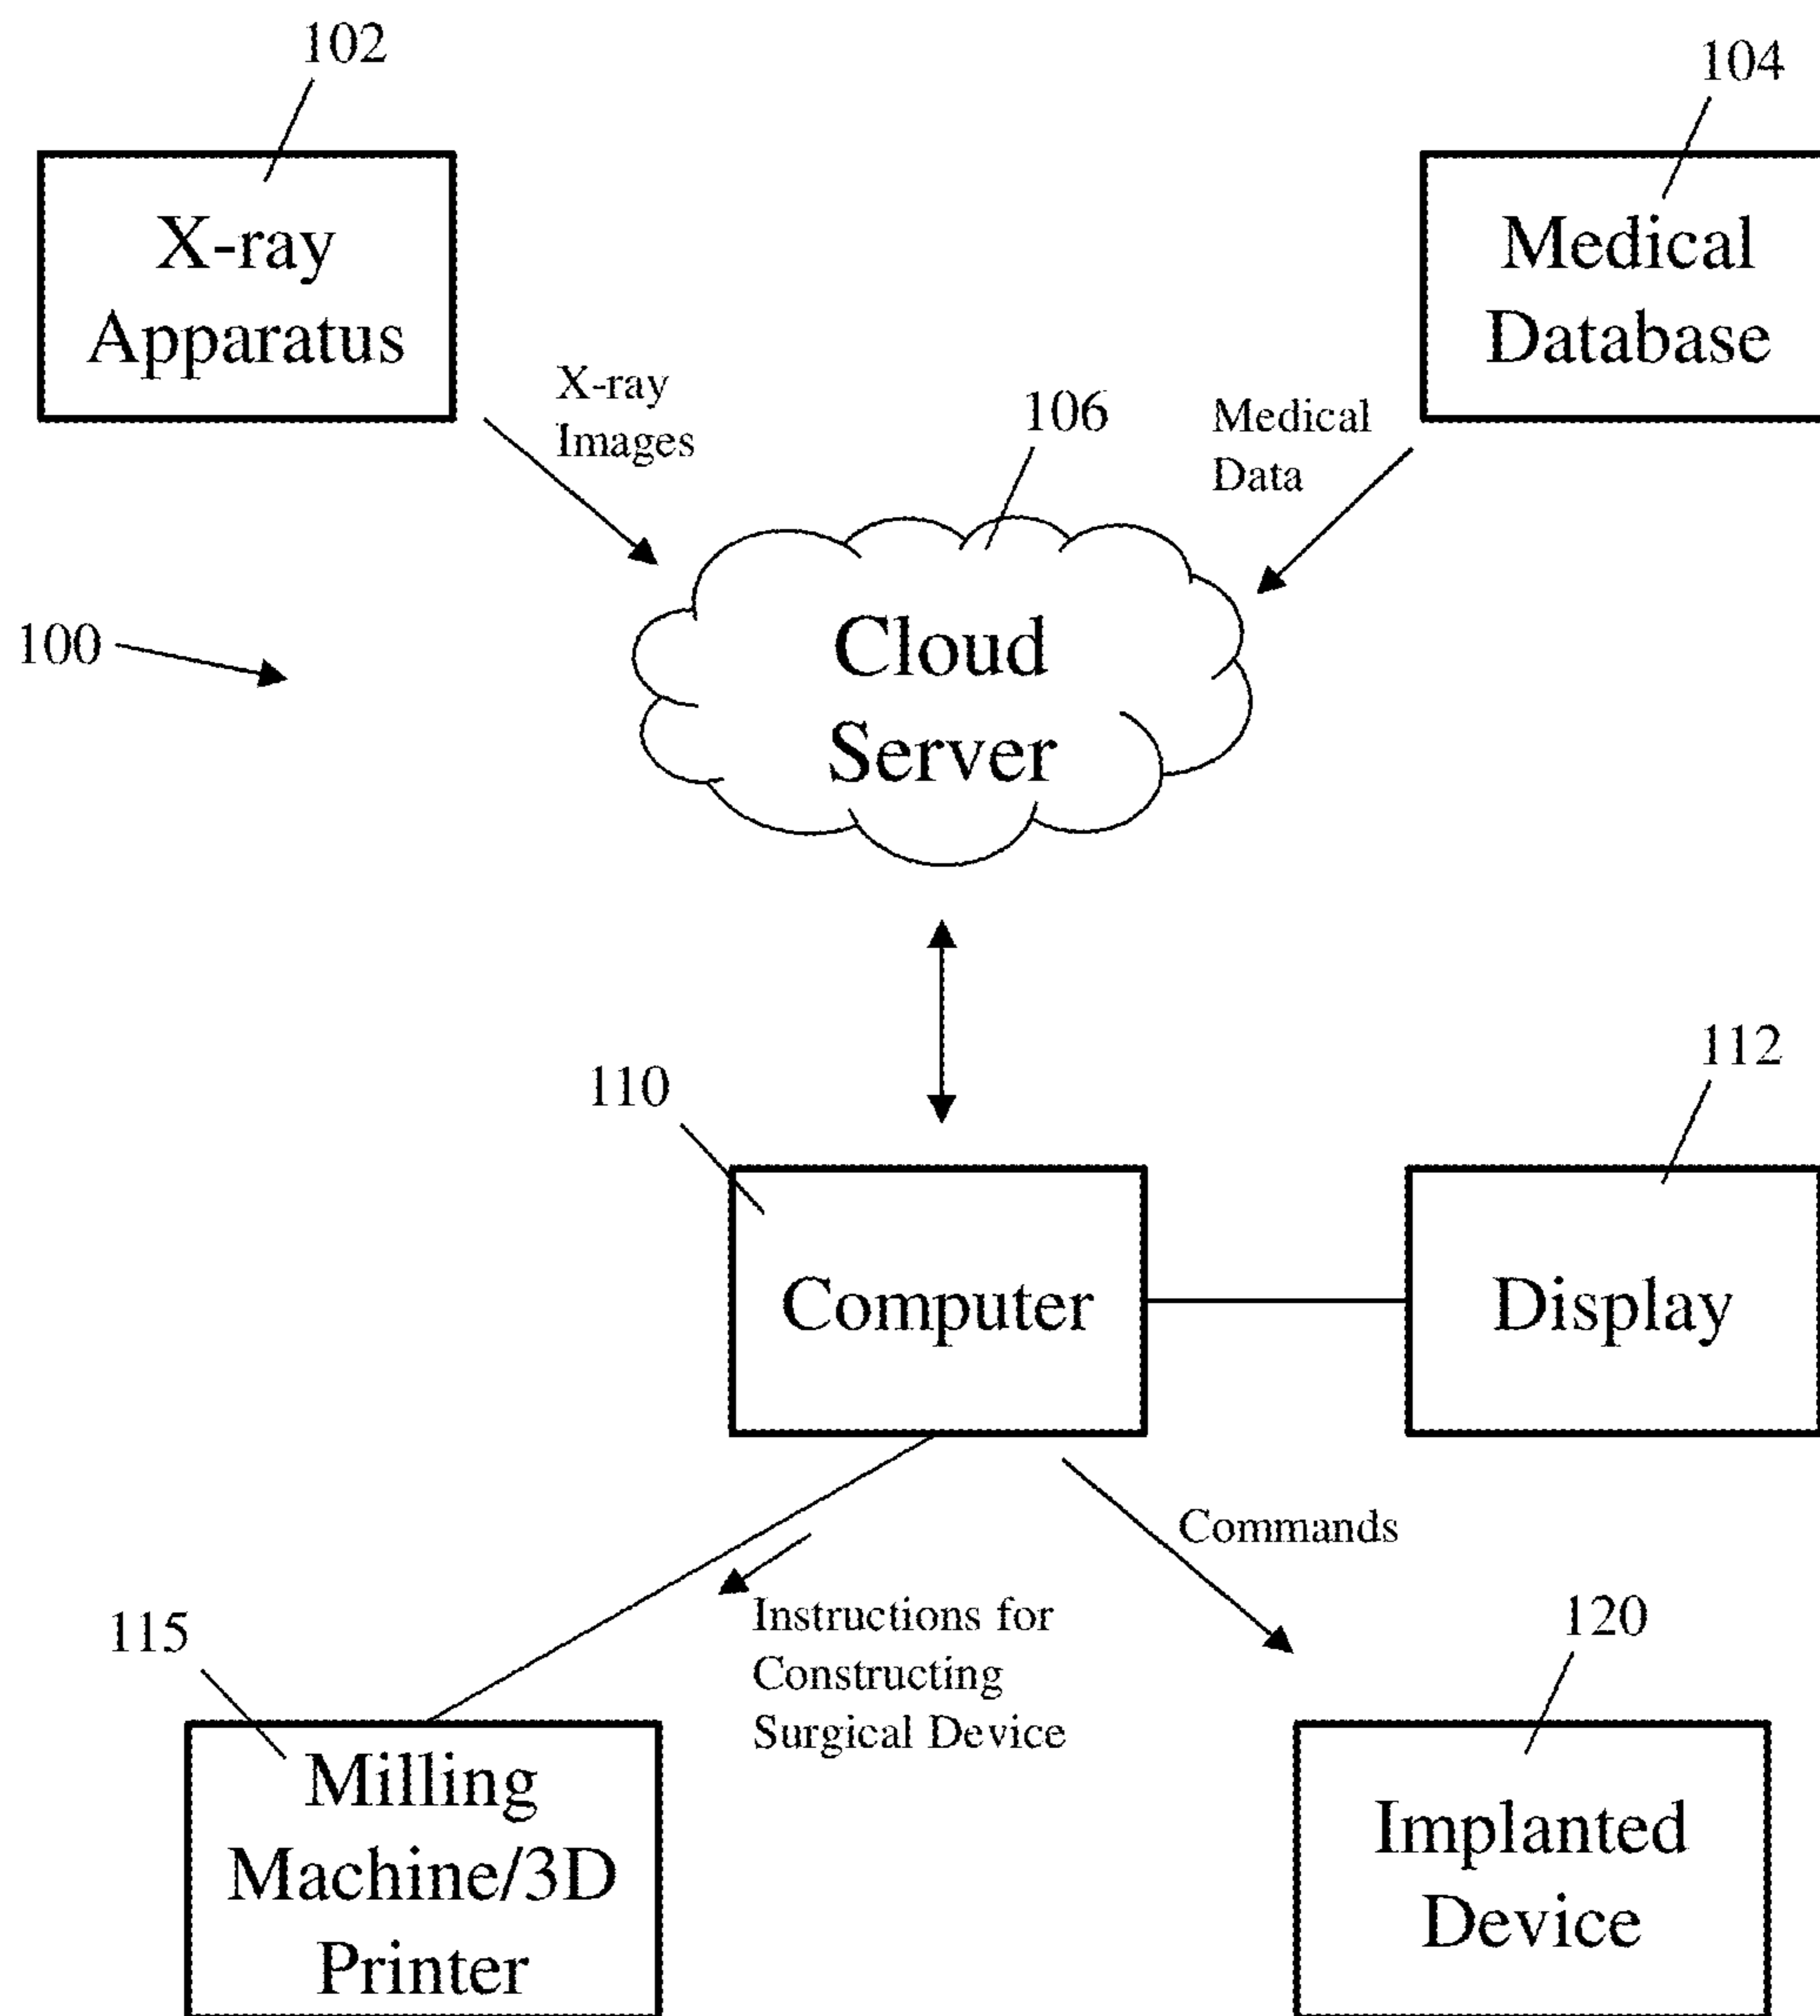 102
104
X-ray
Apparatus
Medical
Database
X-ray
Images
106
Medical
Data
100
Cloud
Server
110
112
Computer
Display
Commands
Instructions for
Constructing
Surgical Device
115
120
Milling
Machine/3D
Printer
Implanted
Device